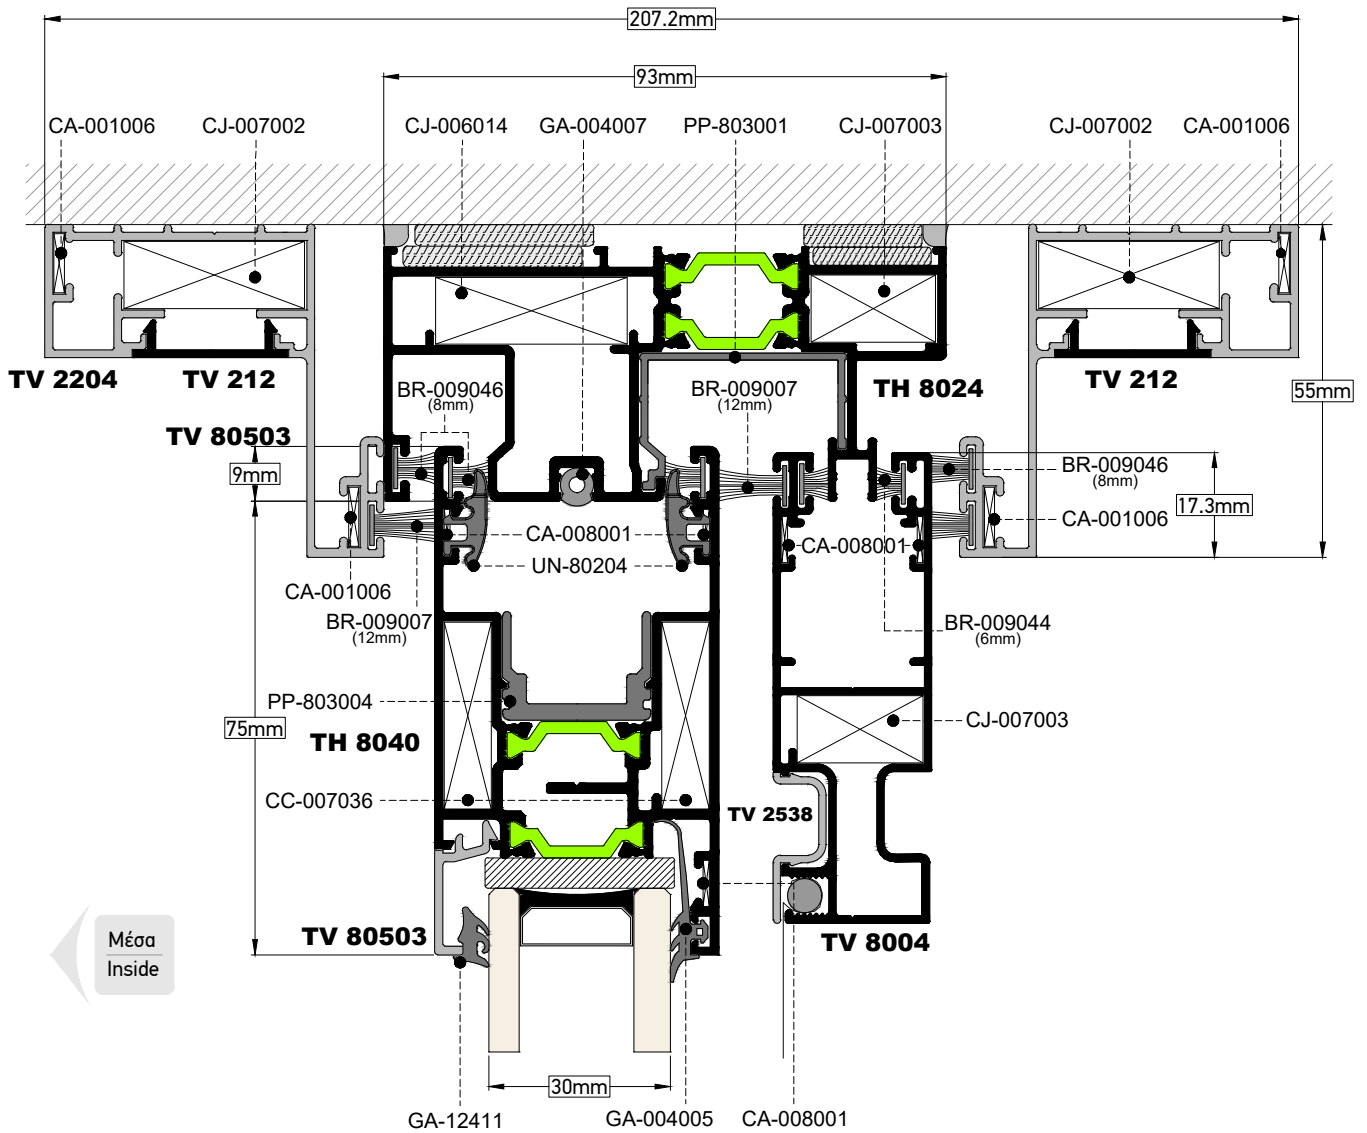 207.2mm
93mm
CA-001006
CJ-007002
CJ-006014
GA-004007
PP-803001
CJ-007003
CJ-007002
CA-001006
TV 2204
TV 212
BR-009046
(8mm)
BR-009007
(12mm)
TH 8024
TV 212
55mm
TV 80503
9mm
BR-009046
(8mm)
17.3mm
CA-001006
CA-008001
CA-008001
UN-80204
CA-001006
BR-009007
(12mm)
BR-009044
(6mm)
PP-803004
75mm
TH 8040
CJ-007003
CC-007036
TV 2538
TV 80503
TV 8004
Μέσα
Inside
30mm
GA-12411
GA-004005
CA-008001